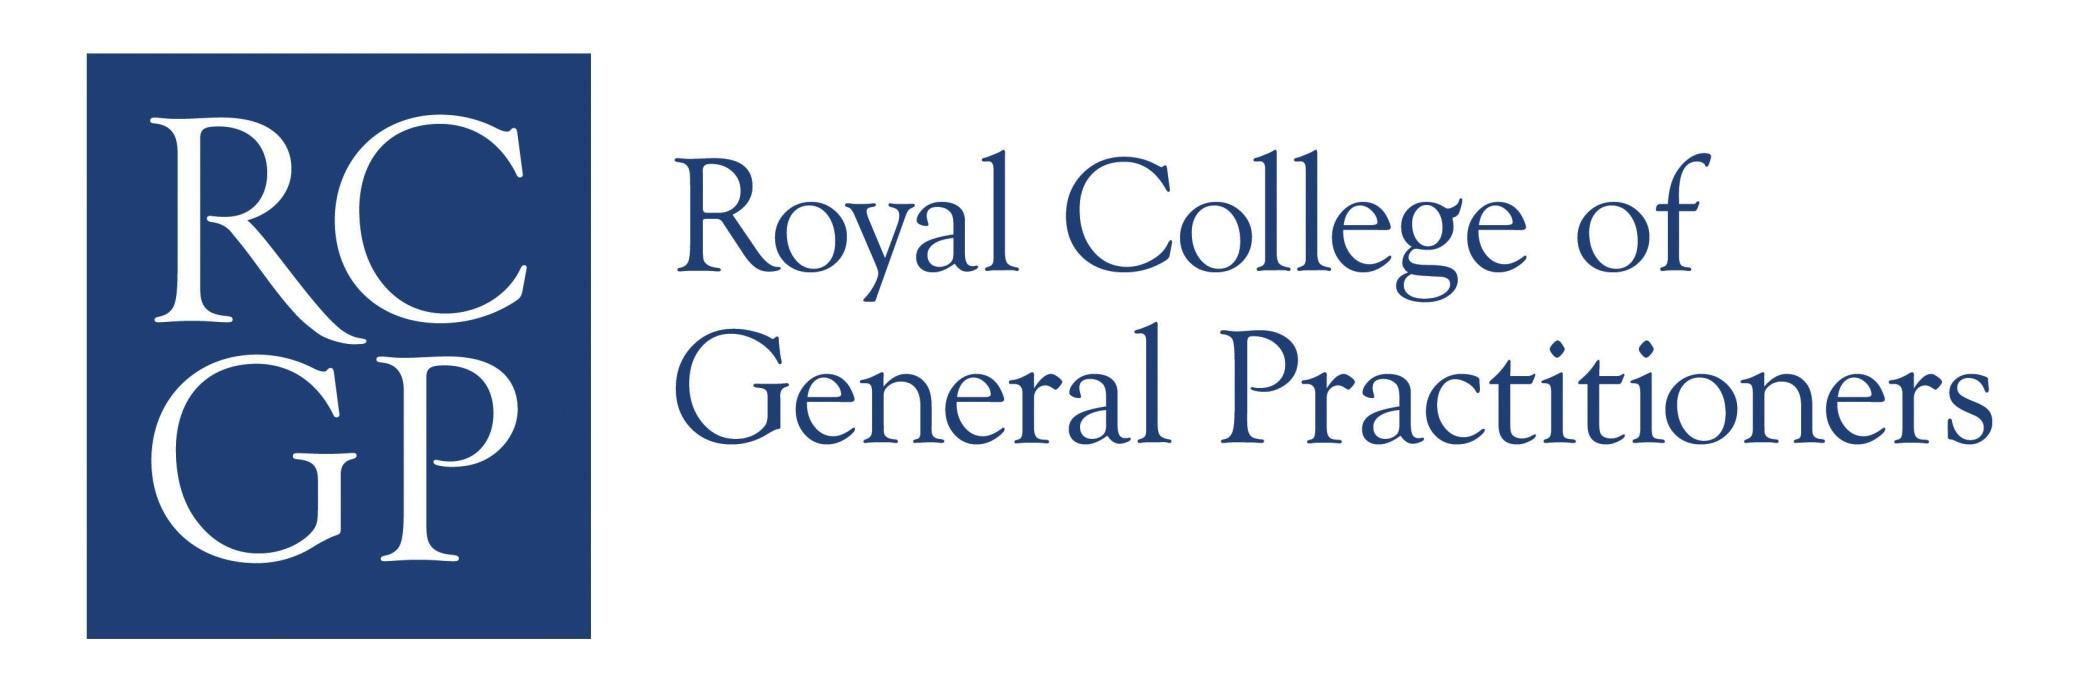 RC
GP
Royal College of
General Practitioners